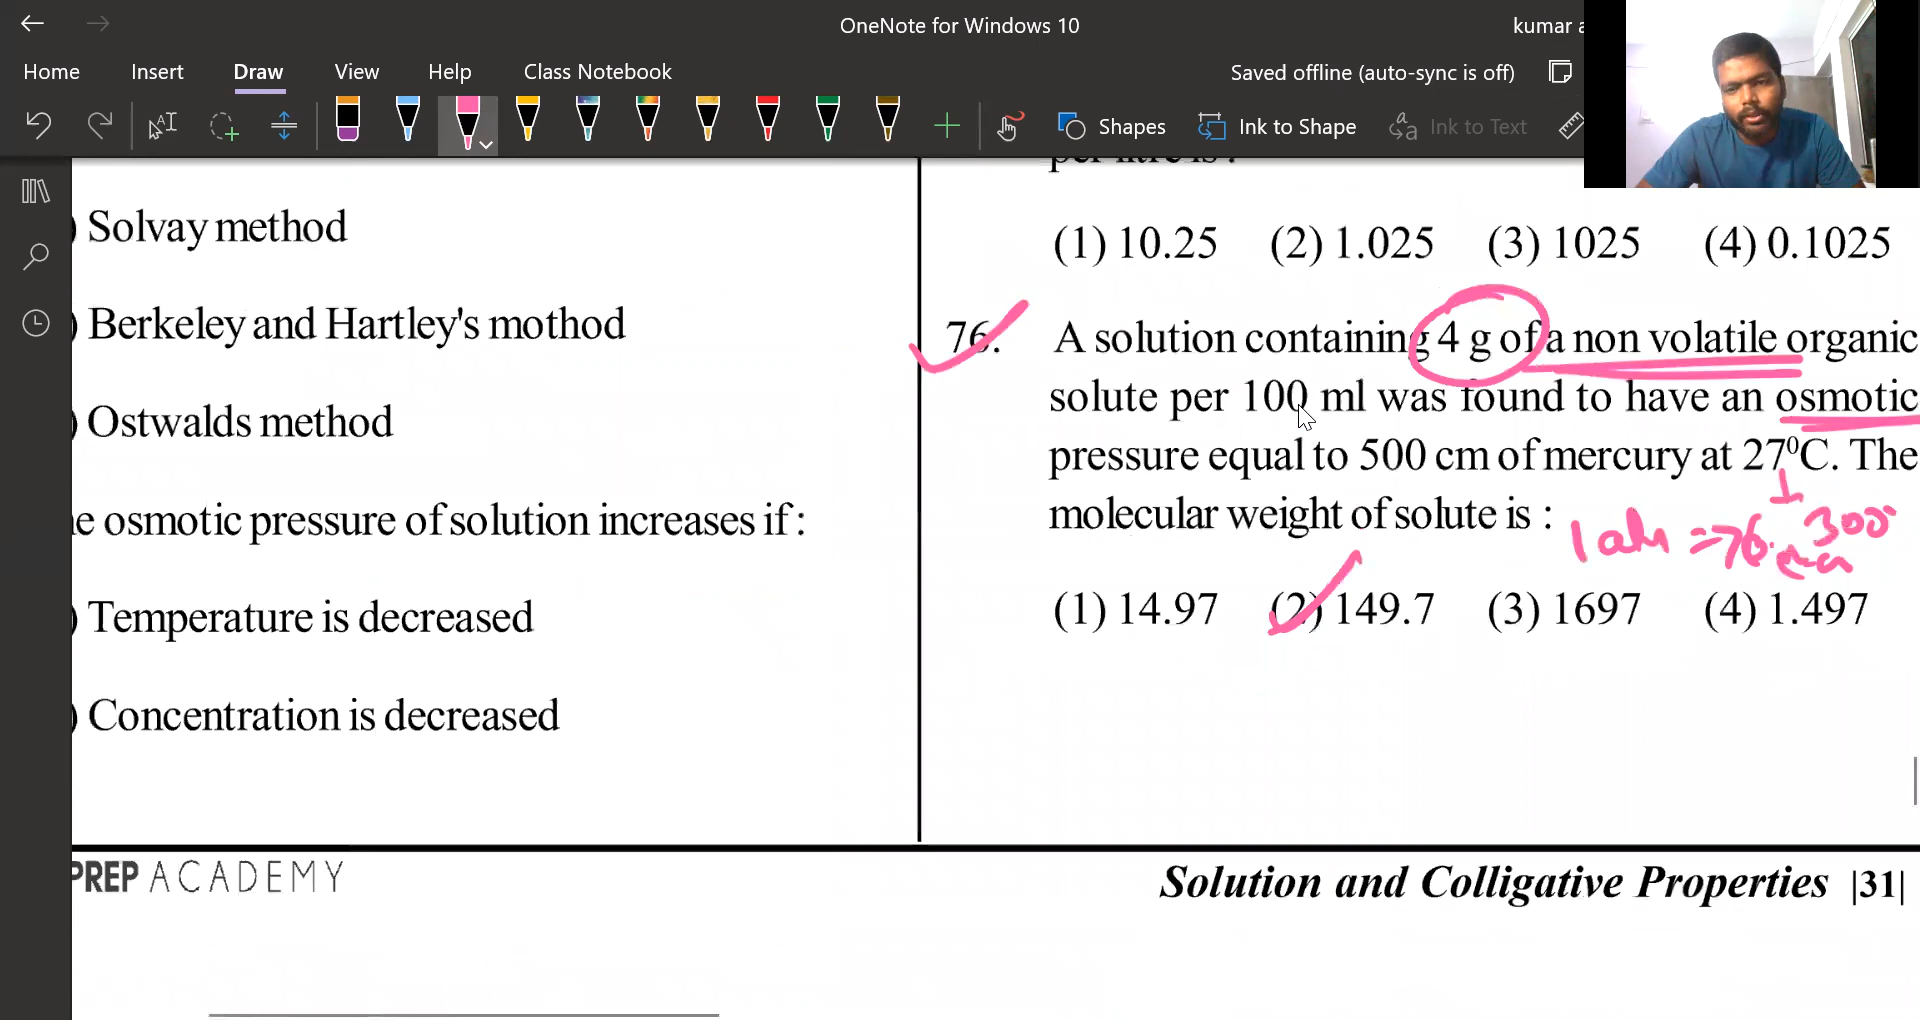 OneNote for Windows 10
kumar a
Home Insert Draw View Help Class Notebook
Saved offline (auto-sync is off)
Shapes Ink to Shape Ink to Text
) Solvay method
) Berkeley and Hartley's mothod
) Ostwalds method
e osmotic pressure of solution increases if :
) Temperature is decreased
) Concentration is decreased
per litre is :
(1) 10.25 (2) 1.025 (3) 1025 (4) 0.1025
76. A solution containing 4 g of a non volatile organic
solute per 100 ml was found to have an osmotic
pressure equal to 500 cm of mercury at 27⁰C. The
molecular weight of solute is :
300
1 atm = 76
(1) 14.97 (2) 149.7 (3) 1697 (4) 1.497
PREP ACADEMY
Solution and Colligative Properties |31|